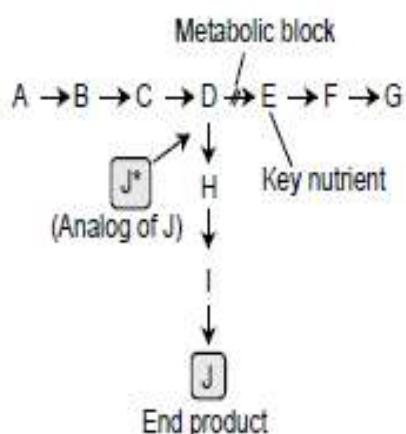 Metabolic block
A → B → C → D → E → F → G
J*
(Analog of J)
H
Key nutrient
I
J
End product